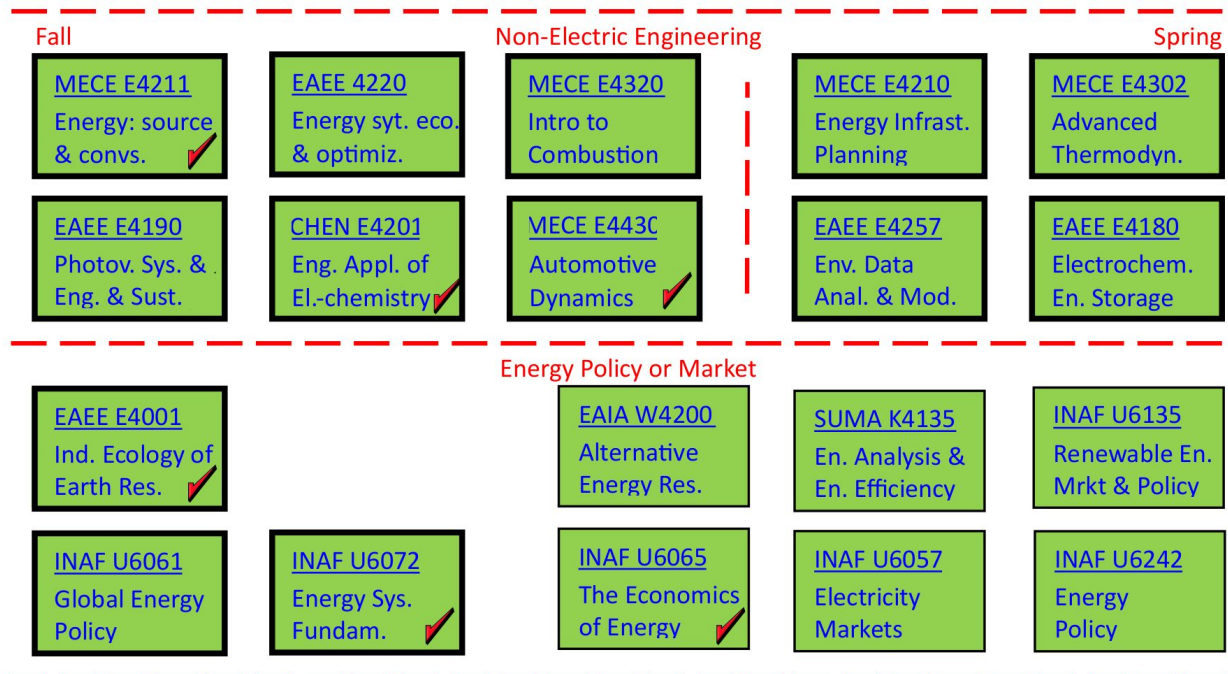 Fall
Non-Electric Engineering
Spring
MECE E4211
Energy: source
& convs.
EAEE 4220
Energy syt. eco.
& optimiz.
MECE E4320
Intro to
Combustion
MECE E4210
Energy Infrast.
Planning
MECE E4302
Advanced
Thermodyn.
EAEE E4190
Photov. Sys. & .
Eng. & Sust.
CHEN E4201
Eng. Appl. of
El.-chemistry
MECE E4430
Automotive
Dynamics
EAEE E4257
Env. Data
Anal. & Mod.
EAEE E4180
Electrochem.
En. Storage
Energy Policy or Market
EAEE E4001
Ind. Ecology of
Earth Res.
EAIA W4200
Alternative
Energy Res.
SUMA K4135
En. Analysis &
En. Efficiency
INAF U6135
Renewable En.
Mrkt & Policy
INAF U6061
Global Energy
Policy
INAF U6072
Energy Sys.
Fundam.
INAF U6065
The Economics
of Energy
INAF U6057
Electricity
Markets
INAF U6242
Energy
Policy